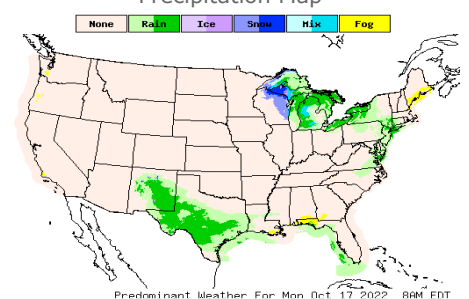 Precipitation Map
None Rain Ice Snow Mix Fog
Predominant Weather For Mon Oct 17 2022 8AM EDT